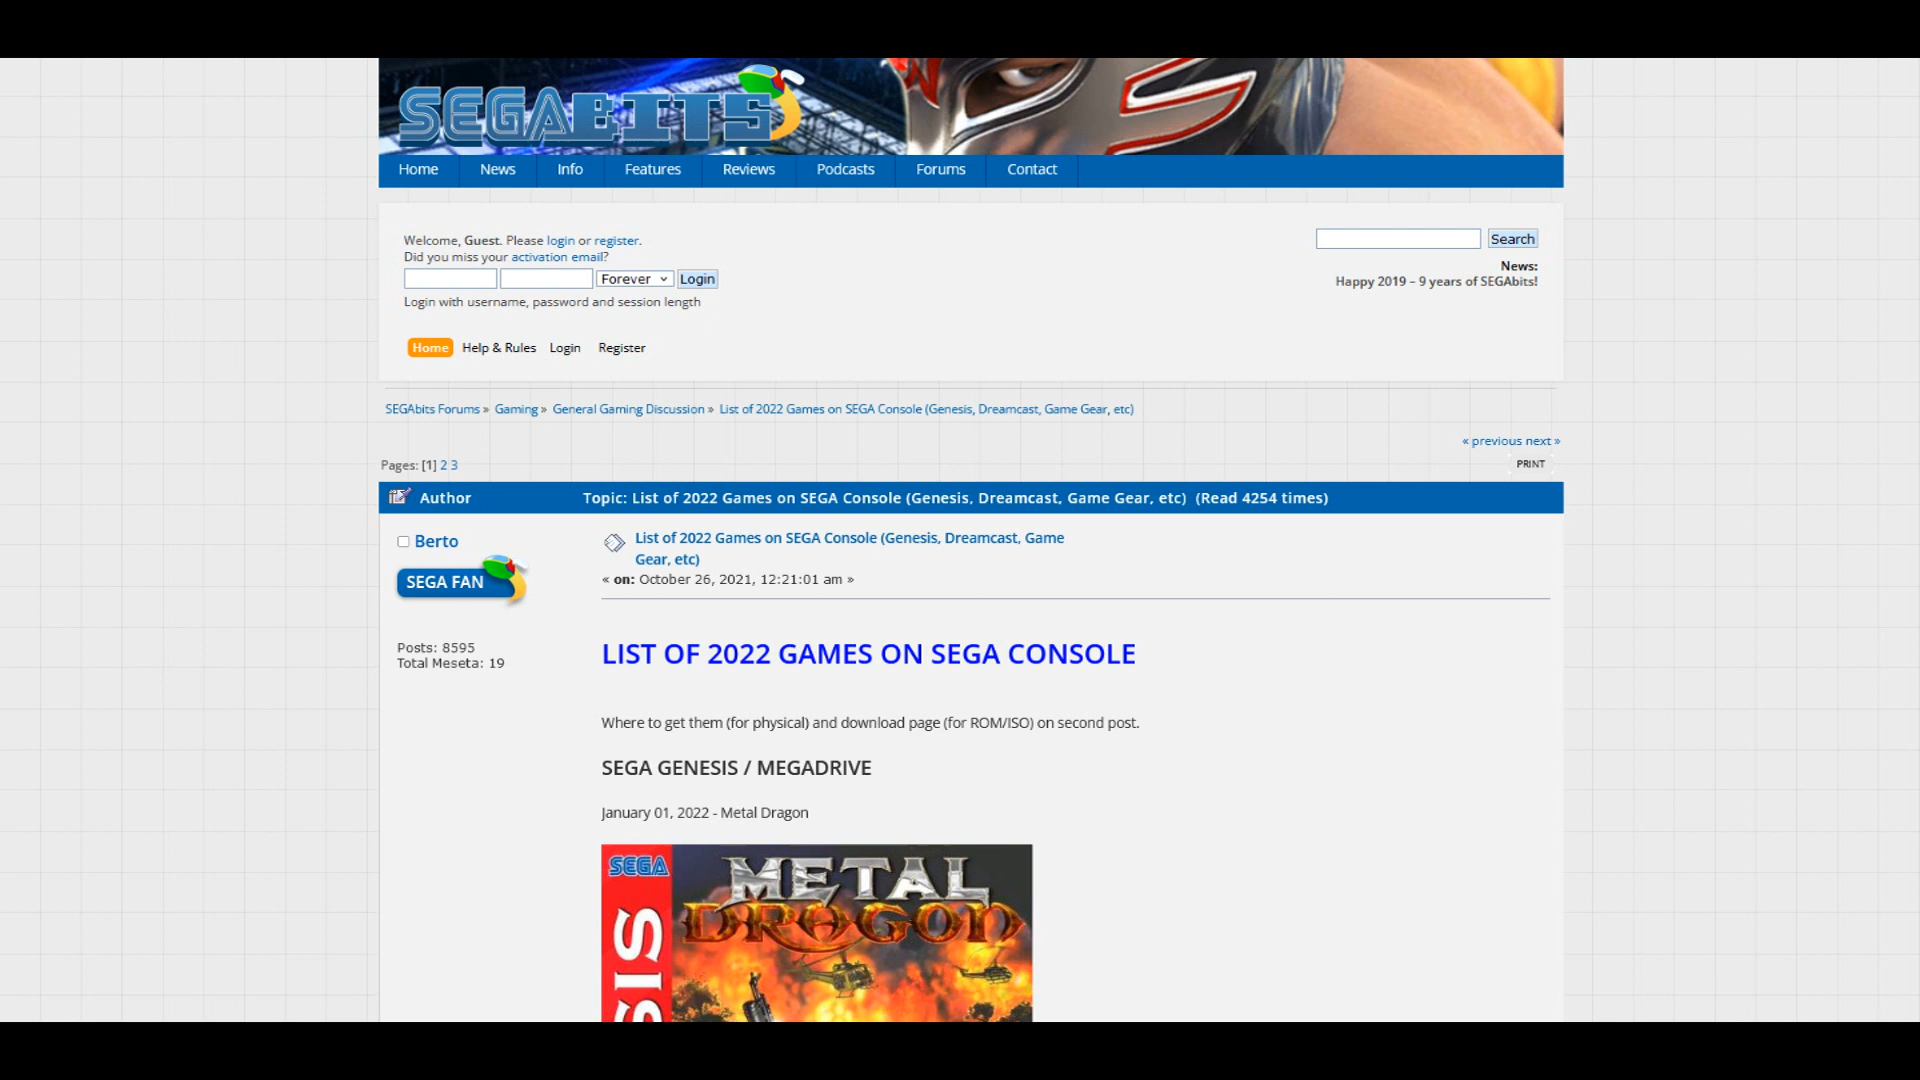 SEGABITS
Home News Info Features Reviews Podcasts Forums Contact
Welcome, Guest. Please login or register.
Did you miss your activation email?
Forever Login
Login with username, password and session length
Search
News:
Happy 2019 – 9 years of SEGAbits!
Home Help & Rules Login Register
SEGAbits Forums » Gaming » General Gaming Discussion » List of 2022 Games on SEGA Console (Genesis, Dreamcast, Game Gear, etc)
« previous next »
Pages: [1] 2 3
PRINT
Author Topic: List of 2022 Games on SEGA Console (Genesis, Dreamcast, Game Gear, etc) (Read 4254 times)
Berto
SEGA FAN
Posts: 8595
Total Meseta: 19
List of 2022 Games on SEGA Console (Genesis, Dreamcast, Game
Gear, etc)
« on: October 26, 2021, 12:21:01 am »
LIST OF 2022 GAMES ON SEGA CONSOLE
Where to get them (for physical) and download page (for ROM/ISO) on second post.
SEGA GENESIS / MEGADRIVE
January 01, 2022 - Metal Dragon
SEGA
METAL
DRAGON
SIS